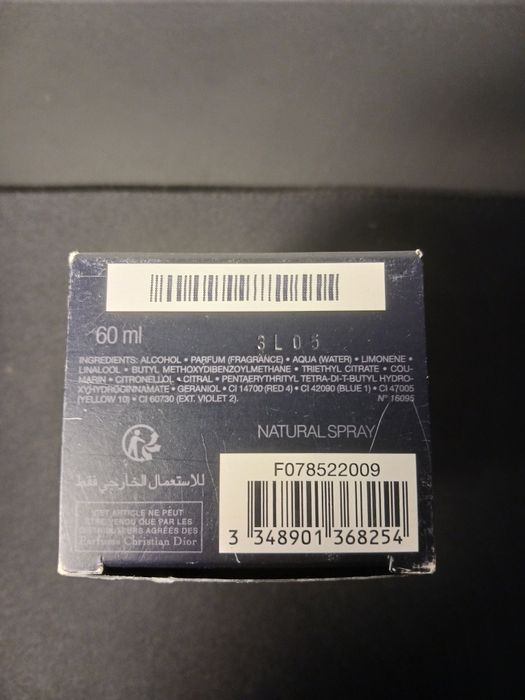 60 ml
3L05
INGREDIENTS: ALCOHOL • PARFUM (FRAGRANCE) • AQUA (WATER) • LIMONENE •
LINALOOL • BUTYL METHOXYDIBENZOYLMETHANE • TRIETHYL CITRATE • COU-
MARIN • CITRONELLOL • CITRAL • PENTAERYTHRITYL TETRA-DI-T-BUTYL HYDRO-
XYHYDROCINNAMATE • GERANIOL • CI 14700 (RED 4) • CI 42090 (BLUE 1) • CI 47005
(YELLOW 10) • CI 60730 (EXT. VIOLET 2).
N° 16095
NATURAL SPRAY
للاستعمال الخارجي فقط
F078522009
3 348901 368254
CET ARTICLE NE PEUT
ETRE VENDU QUE PAR LES
DISTRIBUTEURS AGRÉÉS DES
Parfums Christian Dior